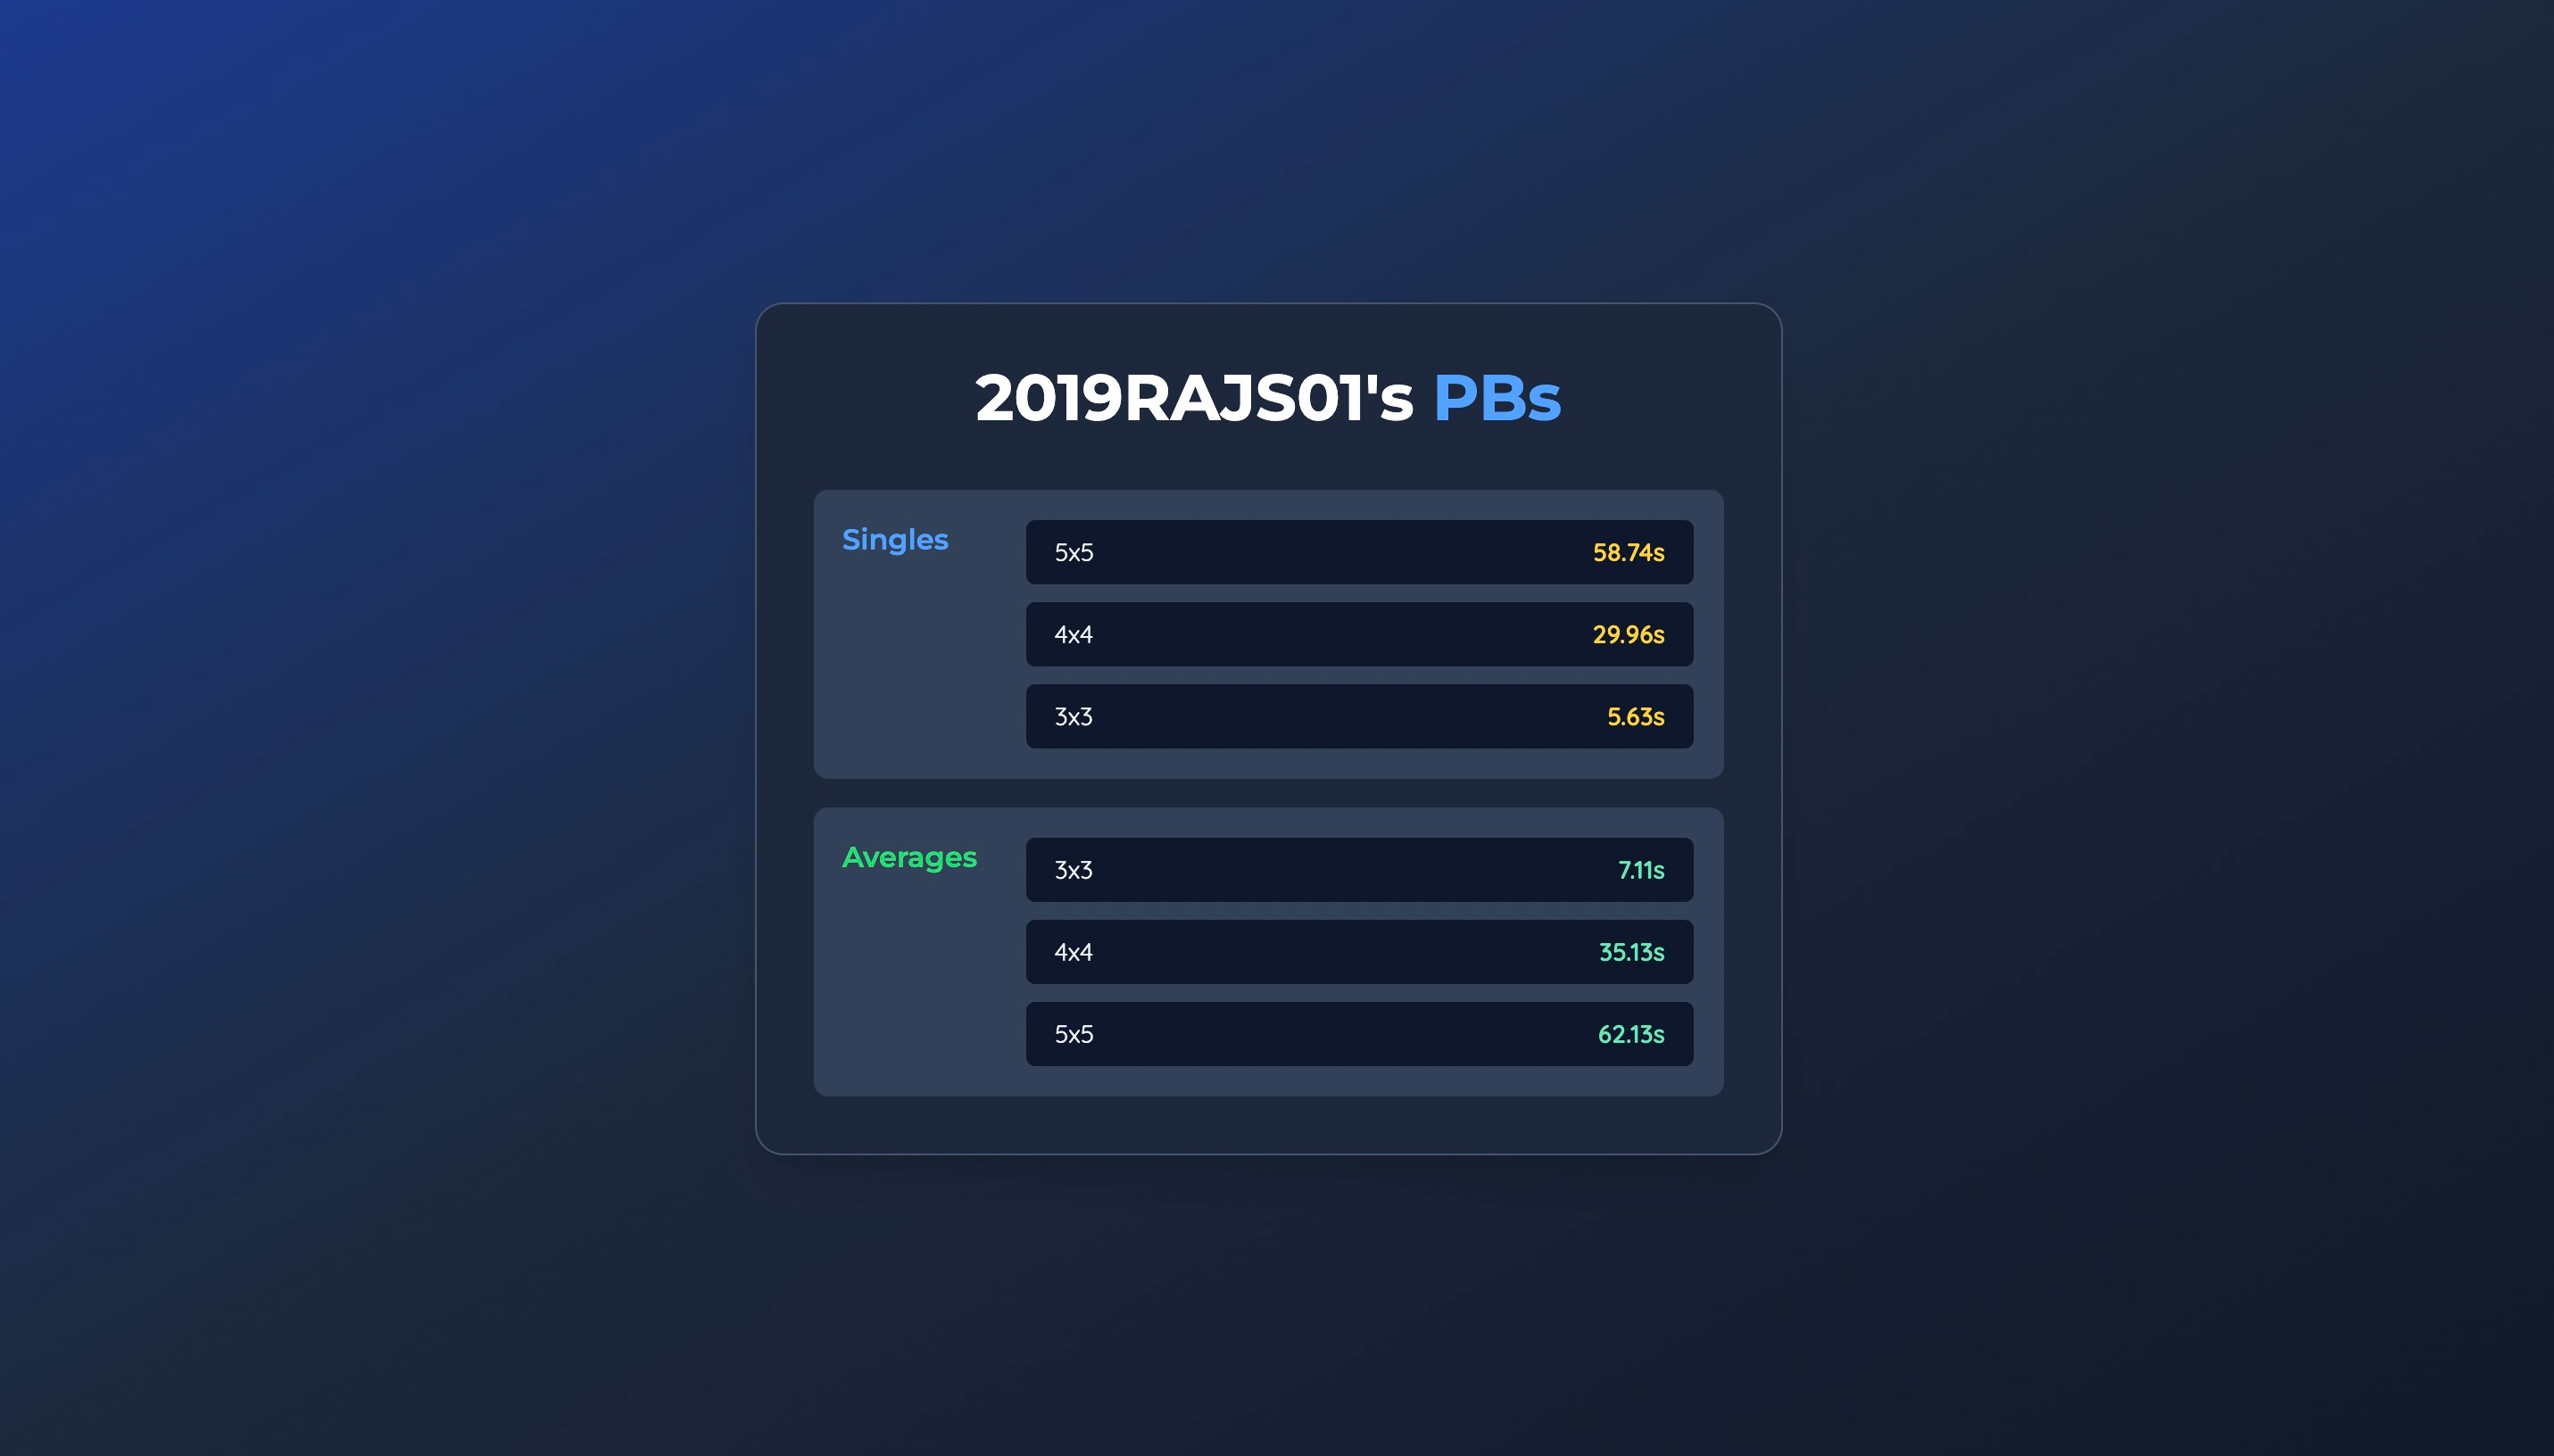 2019RAJS01's PBs
Singles
5x5 58.74s
4x4 29.96s
3x3 5.63s
Averages
3x3 7.11s
4x4 35.13s
5x5 62.13s